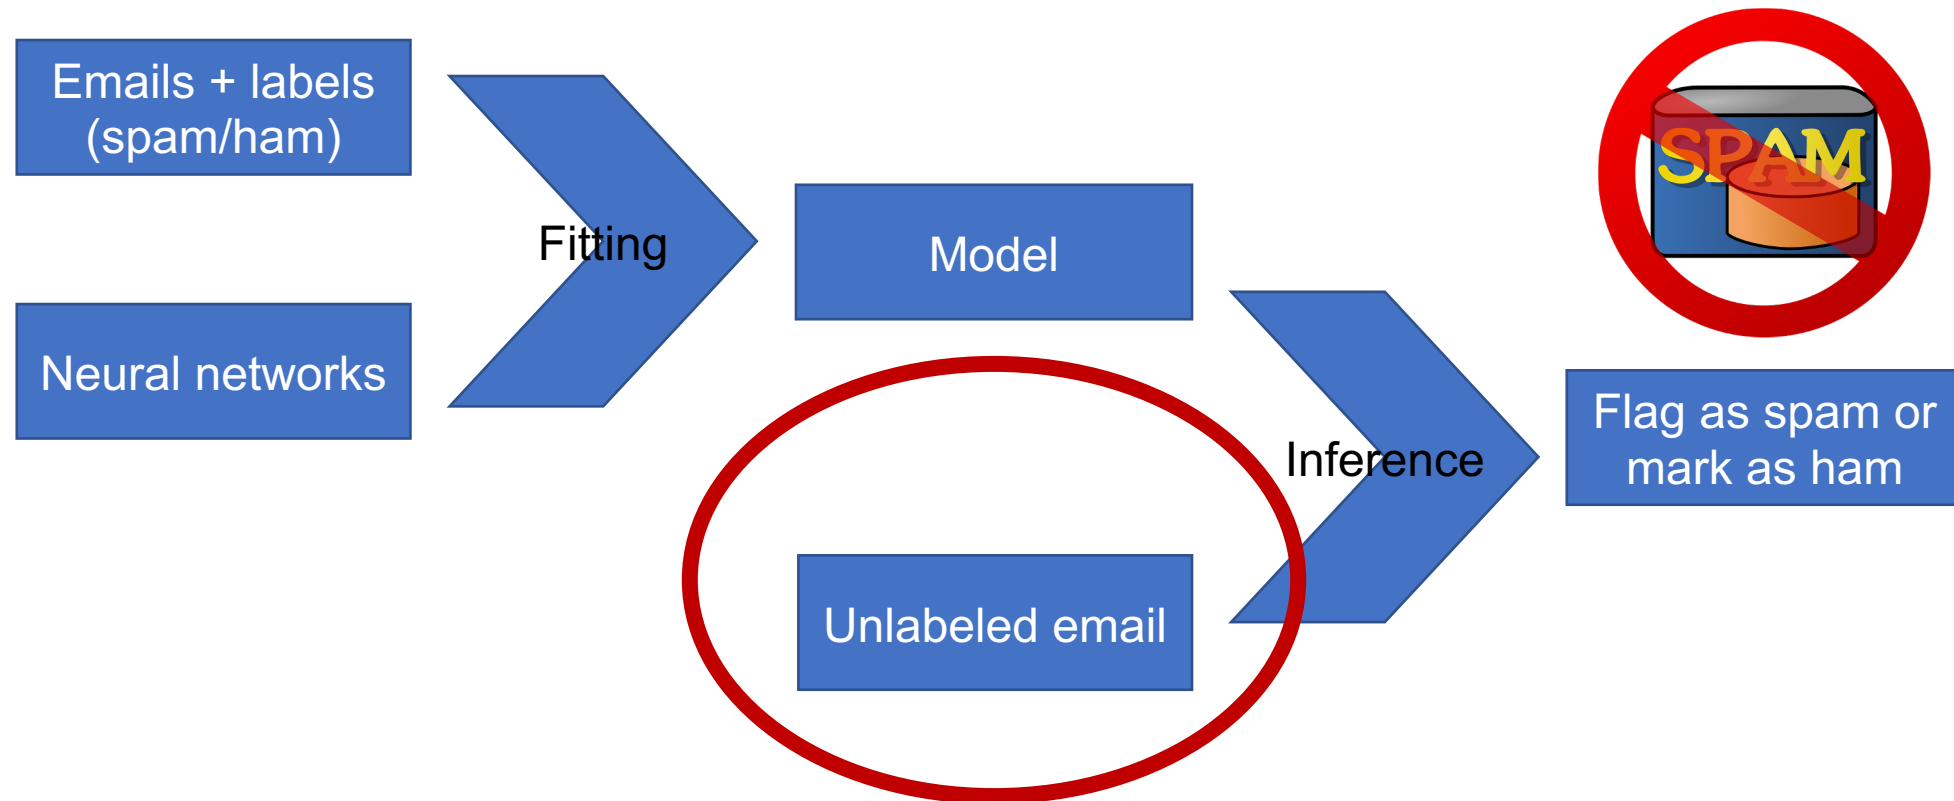 Emails + labels
(spam/ham)
Neural networks
Fitting
Model
Unlabeled email
Inference
SPAM
Flag as spam or
mark as ham